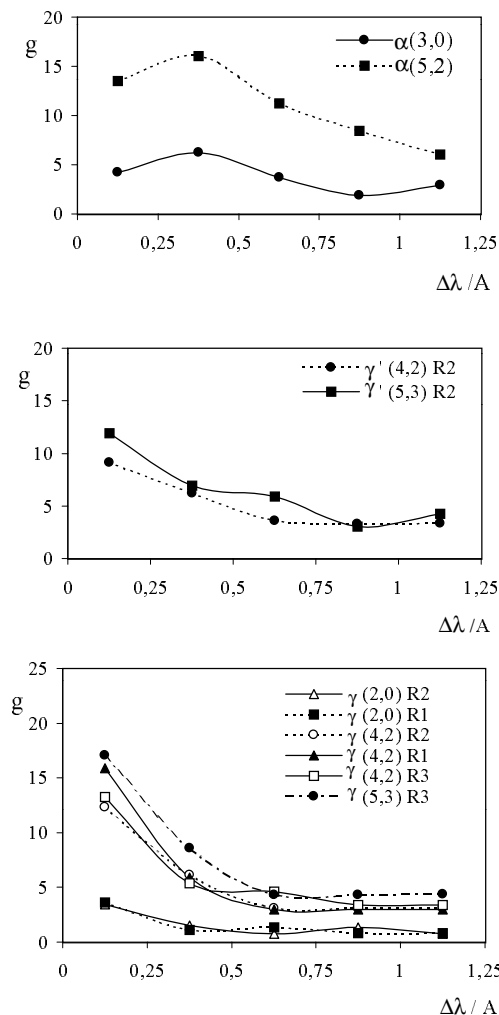 20
g
α(3,0)
α(5,2)
15
10
5
0
0 0,25 0,5 0,75 1 1,25
Δλ /A
20
g
γ ' (4,2) R2
γ ' (5,3) R2
15
10
5
0
0 0,25 0,5 0,75 1 1,25
Δλ /A
25
g
γ (2,0) R2
γ (2,0) R1
γ (4,2) R2
γ (4,2) R1
γ (4,2) R3
γ (5,3) R3
20
15
10
5
0
0 0,25 0,5 0,75 1 1,25
Δλ /A